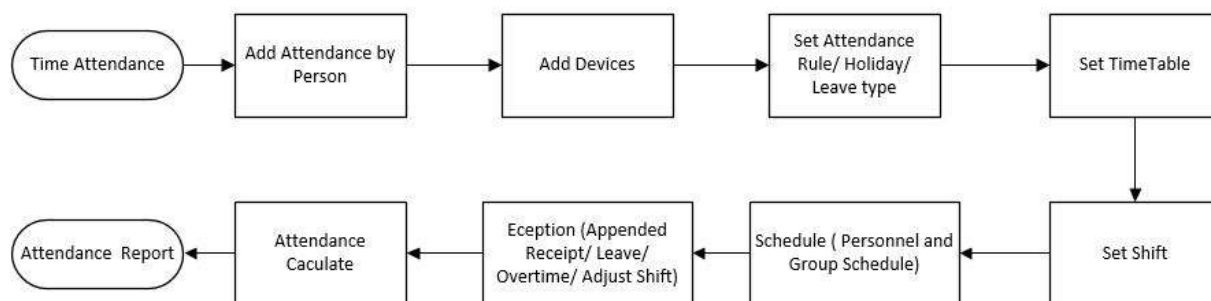 Time Attendance
Add Attendance by
Person
Add Devices
Set Attendance
Rule/ Holiday/
Leave type
Set TimeTable
Set Shift
Schedule ( Personnel and
Group Schedule)
Eception (Appended
Receipt/ Leave/
Overtime/ Adjust Shift)
Attendance
Caculate
Attendance Report